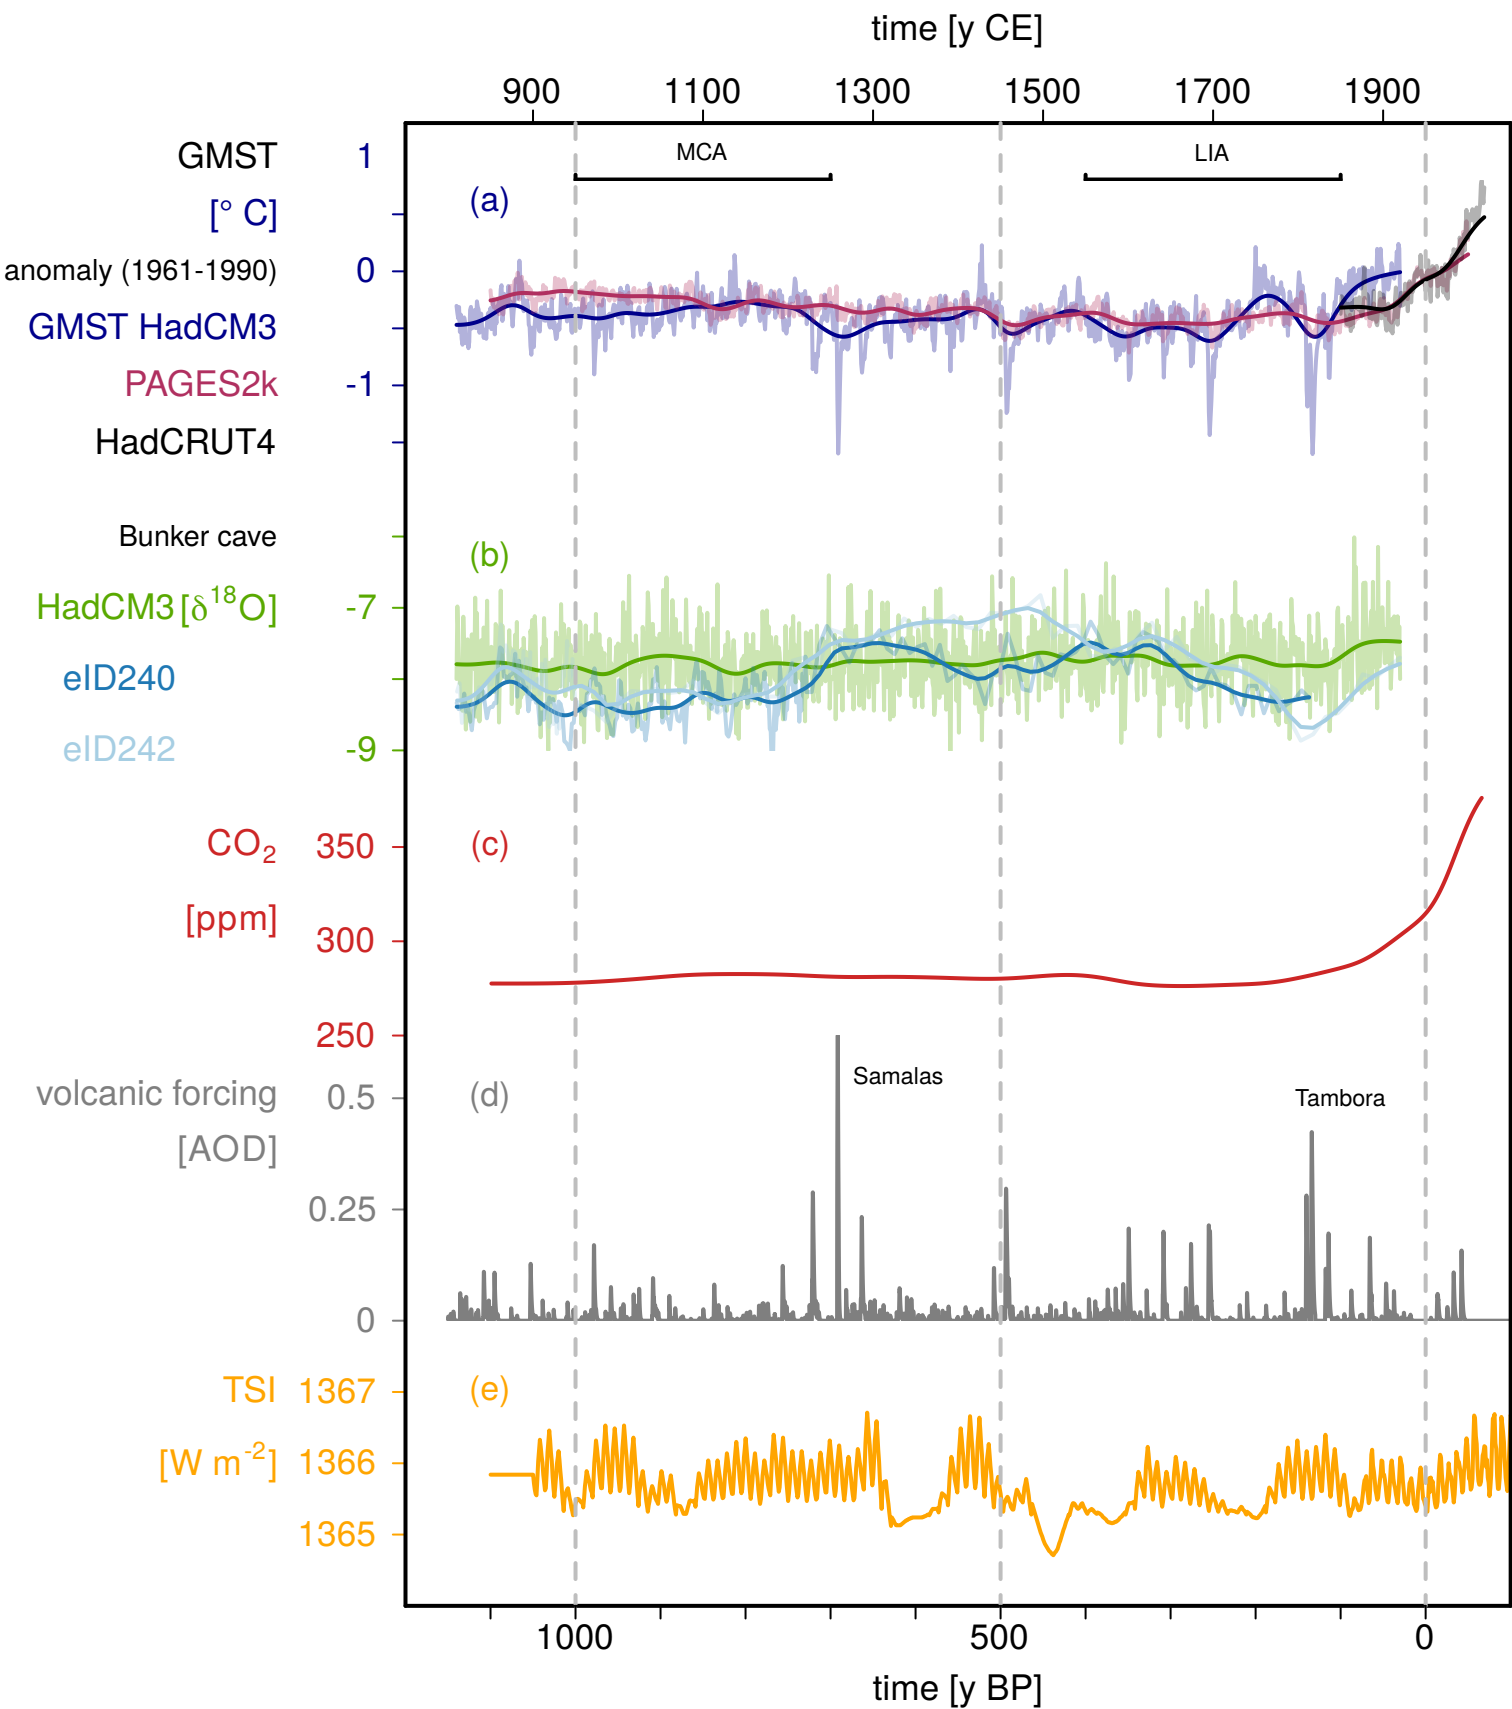 time [y CE]
900 1100 1300 1500 1700 1900
GMST 1 MCA LIA
[° C] (a)
anomaly (1961-1990) 0
GMST HadCM3
PAGES2k -1
HadCRUT4
Bunker cave (b)
HadCM3 [δ¹⁸O] -7
eID240
eID242 -9
CO₂ 350 (c)
[ppm] 300
250
Samalas
volcanic forcing 0.5 (d) Tambora
[AOD]
0.25
0
TSI 1367 (e)
[W m⁻²] 1366
1365
1000 500 0
time [y BP]